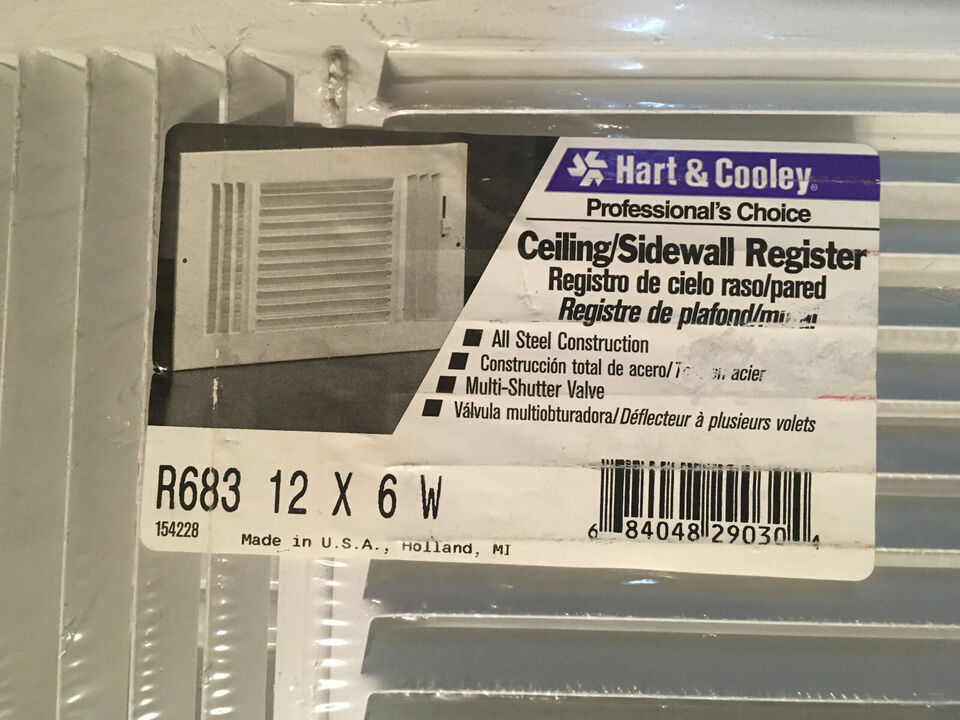 Hart & Cooley®
Professional's Choice
Ceiling/Sidewall Register
Registro de cielo raso/pared
Registre de plafond/
All Steel Construction
Construcción total de acero/ acier
Multi-Shutter Valve
Válvula multiobturadora/Déflecteur à plusieurs volets
R683 12 X 6 W
154228
Made in U.S.A., Holland, MI
6 84048 29030 4